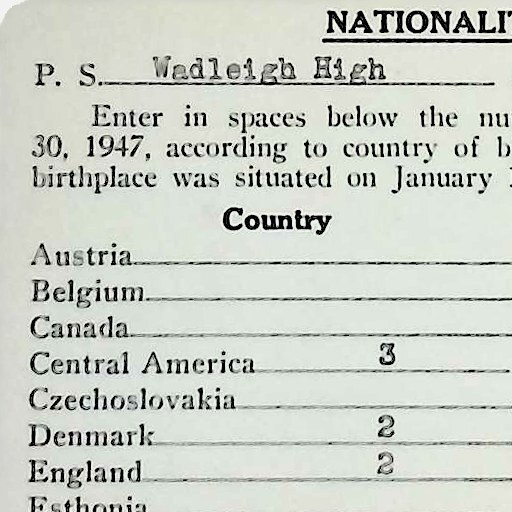 NATIONALI
P. S. Wadleigh High
Enter in spaces below the nu
30, 1947, according to country of b
birthplace was situated on January
Country
Austria
Belgium
Canada
Central America 3
Czechoslovakia
Denmark 2
England 2
Esthonia